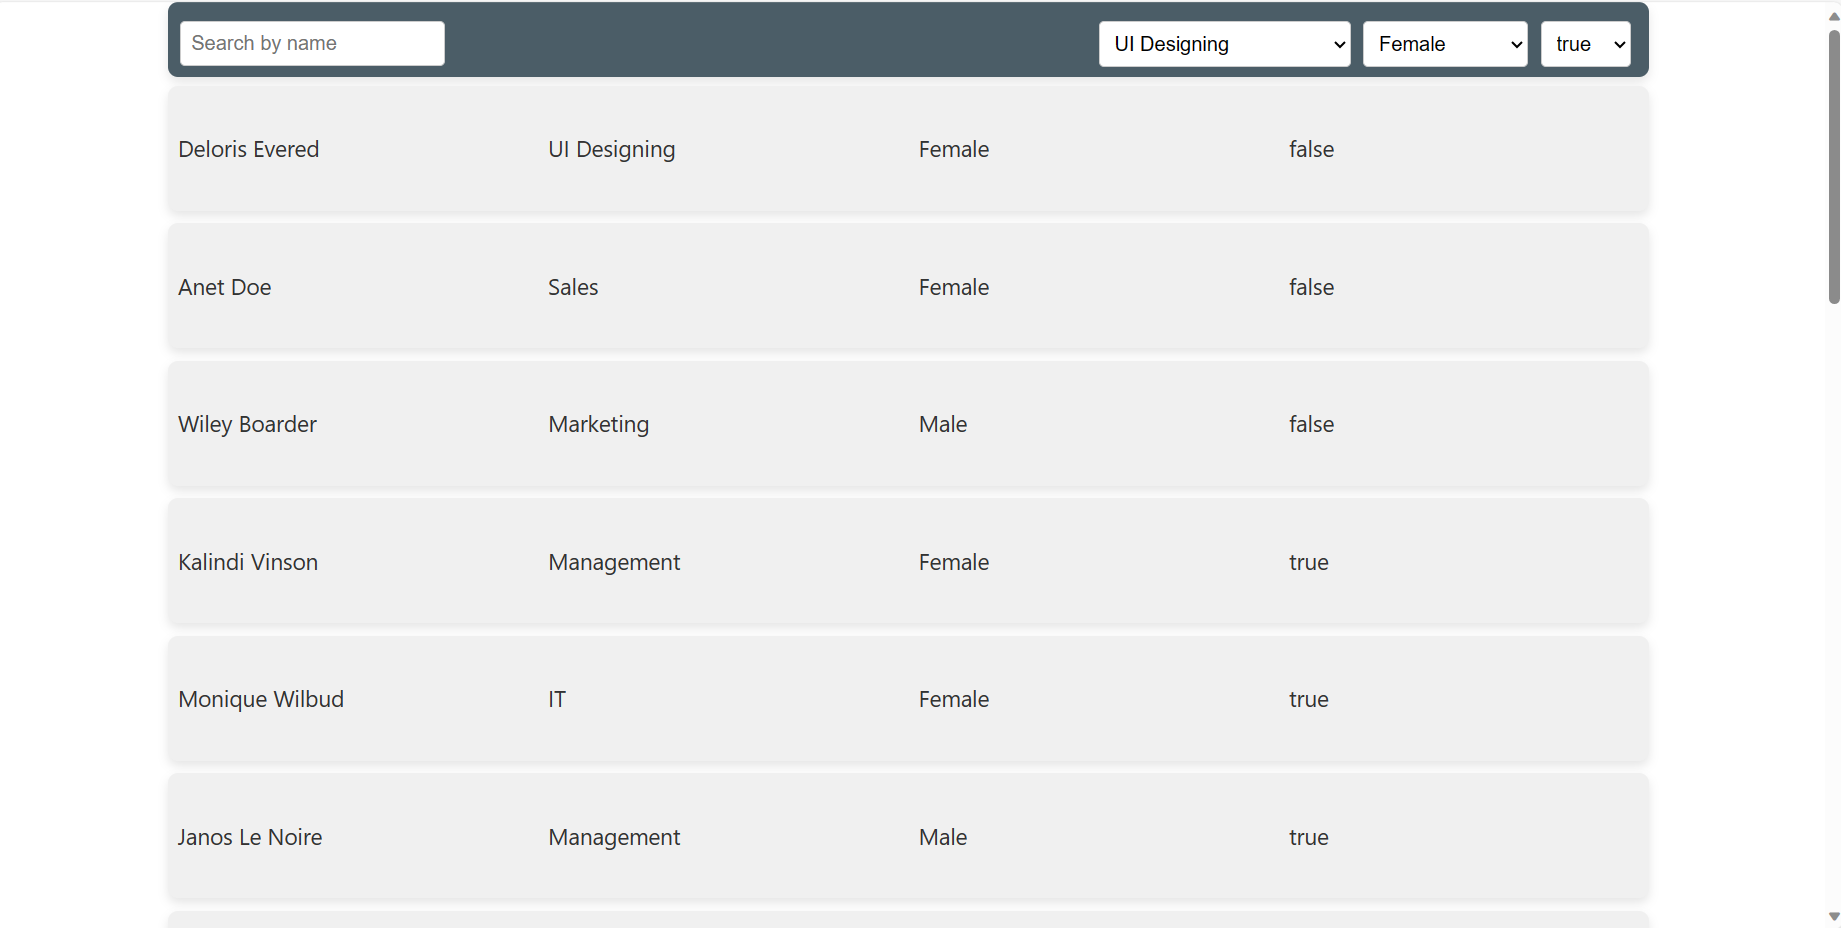 Search by name UI Designing Female true
Deloris Evered UI Designing Female false
Anet Doe Sales Female false
Wiley Boarder Marketing Male false
Kalindi Vinson Management Female true
Monique Wilbud IT Female true
Janos Le Noire Management Male true